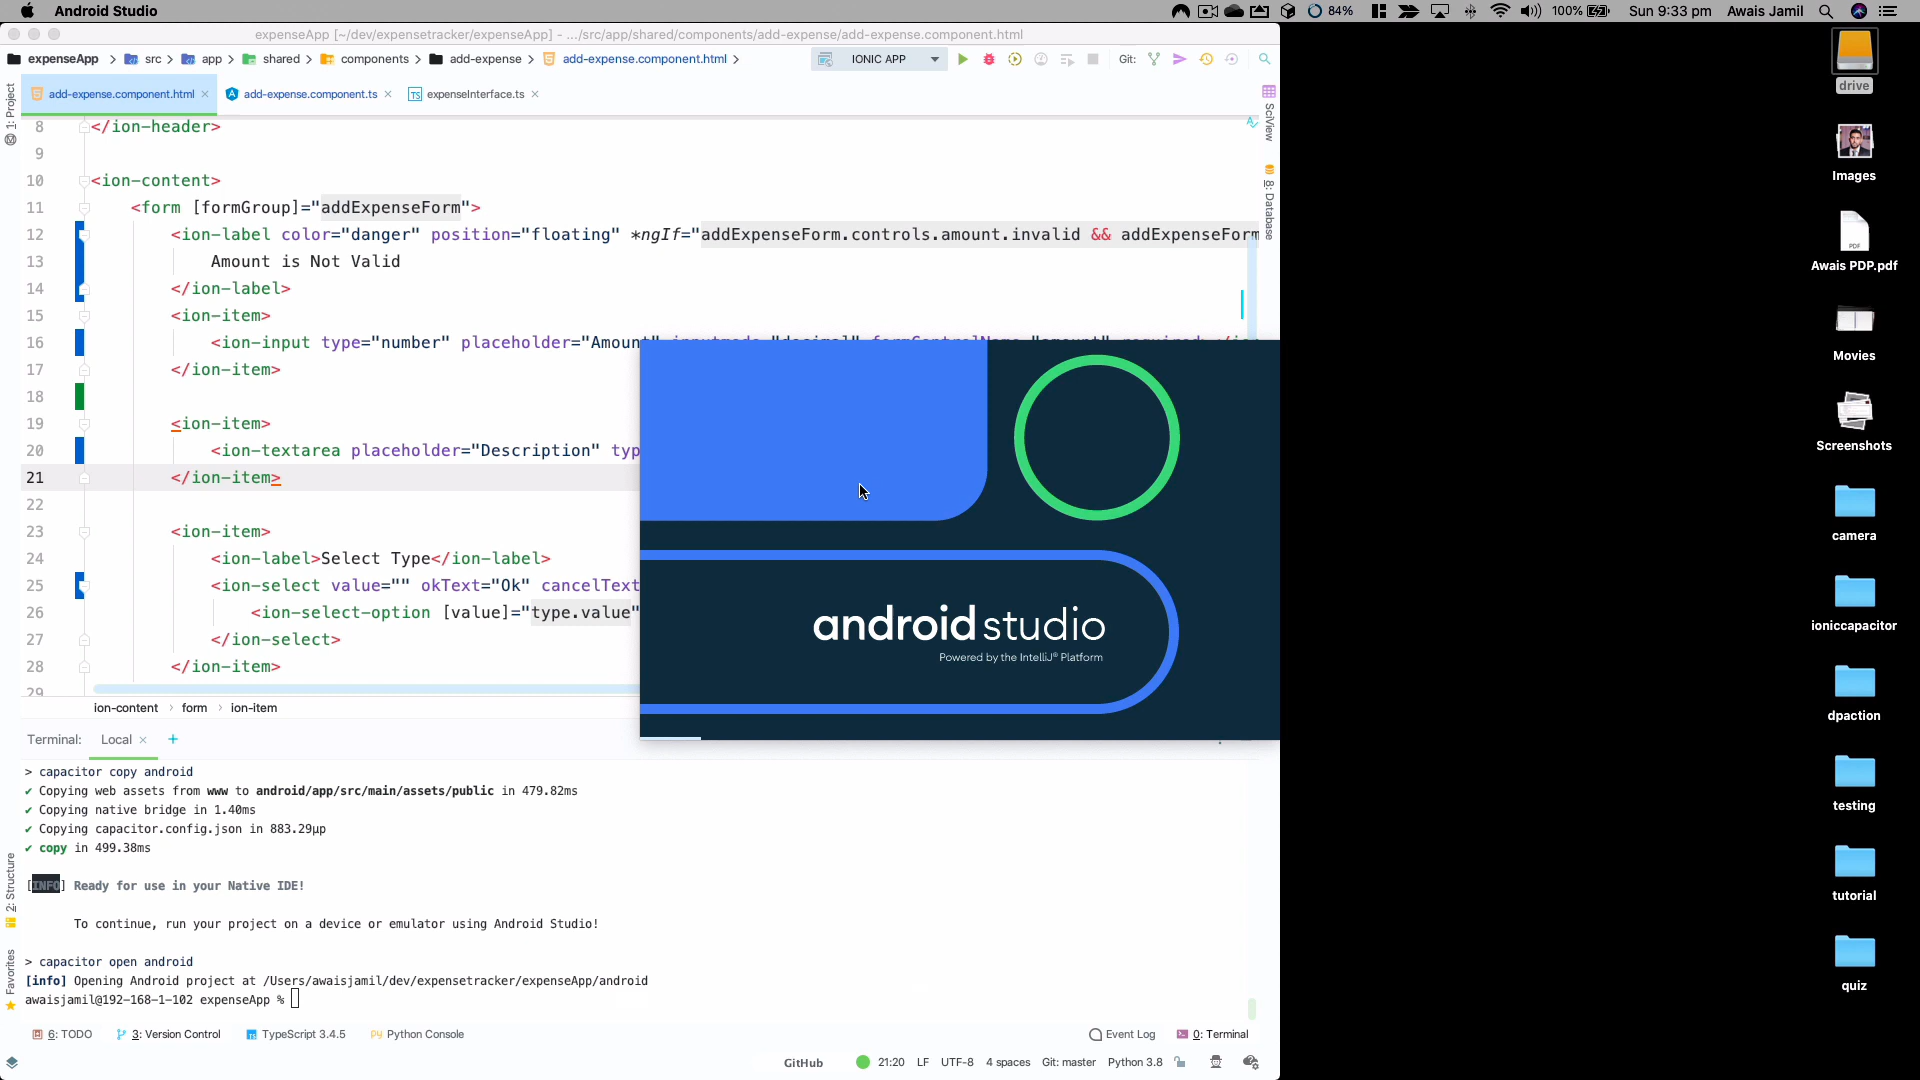 Android Studio
84%
100%
Sun 9:33 pm
Awais Jamil
expenseApp [~/dev/expensetracker/expenseApp] - .../src/app/shared/components/add-expense/add-expense.component.html
expenseApp
src
app
shared
components
add-expense
add-expense.component.html
IONIC APP
Git:
add-expense.component.html
add-expense.component.ts
expenseInterface.ts
1: Project
SciView
8: Database
8 </ion-header>
9
10 <ion-content>
11 <form [formGroup]="addExpenseForm">
12 <ion-label color="danger" position="floating" *ngIf="addExpenseForm.controls.amount.invalid && addExpenseForm
13 Amount is Not Valid
14 </ion-label>
15 <ion-item>
16 <ion-input type="number" placeholder="Amount" inputmode="decimal" formControlName="amount" required
17 </ion-item>
18
19 <ion-item>
20 <ion-textarea placeholder="Description" typ
21 </ion-item>
22
23 <ion-item>
24 <ion-label>Select Type</ion-label>
25 <ion-select value="" okText="Ok" cancelText
26 <ion-select-option [value]="type.value"
27 </ion-select>
28 </ion-item>
29
android studio
Powered by the IntelliJ® Platform
ion-content
form
ion-item
Terminal:
Local
> capacitor copy android
✔ Copying web assets from www to android/app/src/main/assets/public in 479.82ms
✔ Copying native bridge in 1.40ms
✔ Copying capacitor.config.json in 883.29μp
✔ copy in 499.38ms
[INFO] Ready for use in your Native IDE!
To continue, run your project on a device or emulator using Android Studio!
> capacitor open android
[info] Opening Android project at /Users/awaisjamil/dev/expensetracker/expenseApp/android
awaisjamil@192-168-1-102 expenseApp %
2: Structure
Favorites
6: TODO
3: Version Control
TypeScript 3.4.5
Python Console
Event Log
0: Terminal
GitHub
21:20
LF
UTF-8
4 spaces
Git: master
Python 3.8
drive
Images
PDF
Awais PDP.pdf
Movies
Screenshots
camera
ioniccapacitor
dpaction
testing
tutorial
quiz